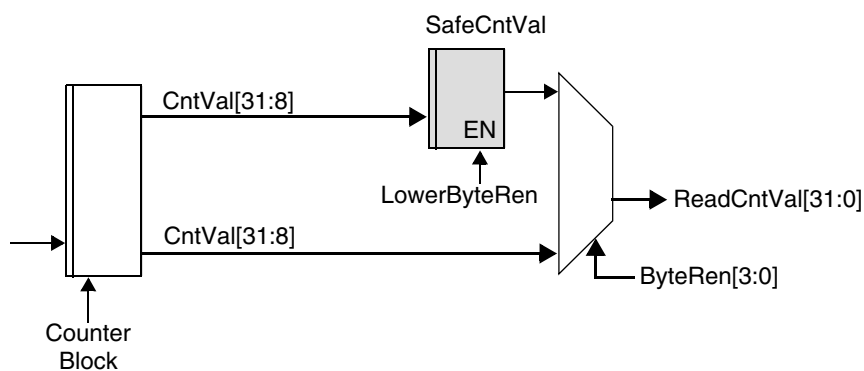 SafeCntVal
CntVal[31:8]
EN
LowerByteRen
ReadCntVal[31:0]
CntVal[31:8]
ByteRen[3:0]
Counter
Block